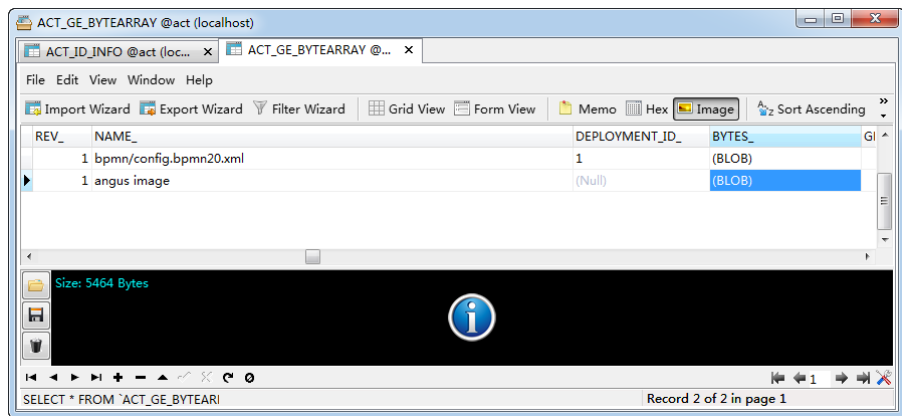 ACT_GE_BYTEARRAY @act (localhost)
ACT_ID_INFO @act (loc... x ACT_GE_BYTEARRAY @... x
File Edit View Window Help
Import Wizard Export Wizard Filter Wizard Grid View Form View Memo Hex Image Sort Ascending »
REV_ NAME_ DEPLOYMENT_ID_ BYTES_ GI
1 bpmn/config.bpmn20.xml 1 (BLOB)
1 angus image (Null) (BLOB)
Size: 5464 Bytes
1
SELECT * FROM `ACT_GE_BYTEARI Record 2 of 2 in page 1